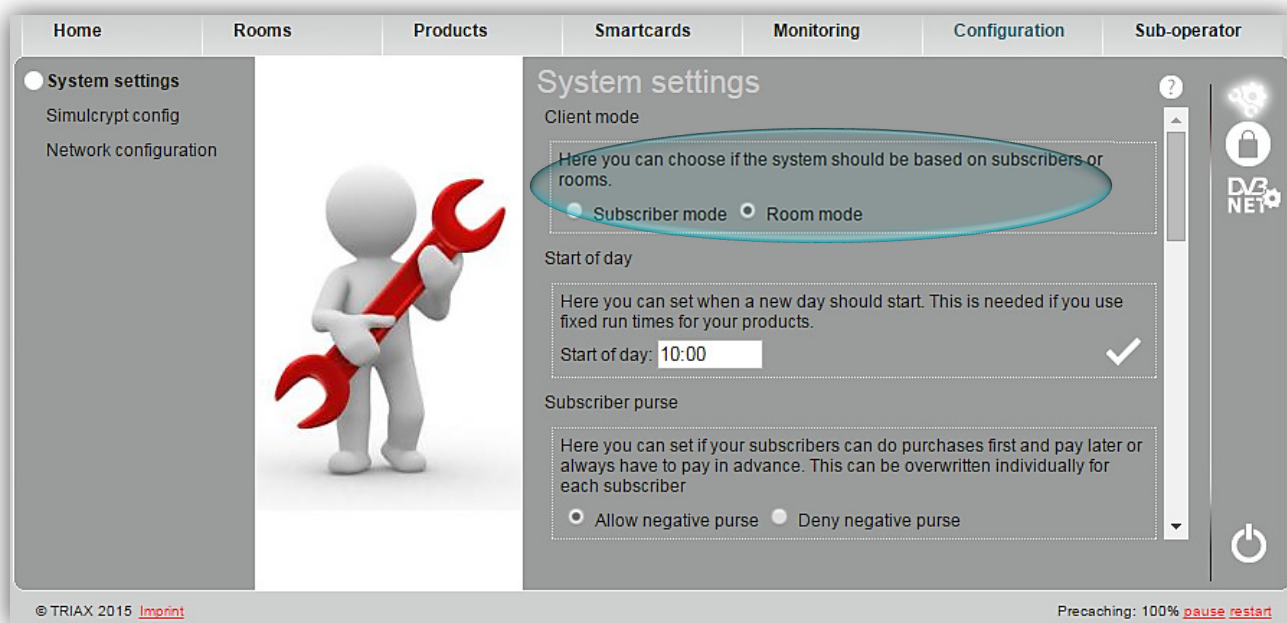 Home Rooms Products Smartcards Monitoring Configuration Sub-operator
System settings
Simulcrypt config
Network configuration
System settings
?
Client mode
Here you can choose if the system should be based on subscribers or
rooms.
Subscriber mode Room mode
Start of day
Here you can set when a new day should start. This is needed if you use
fixed run times for your products.
Start of day: 10:00
Subscriber purse
Here you can set if your subscribers can do purchases first and pay later or
always have to pay in advance. This can be overwritten individually for
each subscriber
Allow negative purse Deny negative purse
DVB
NET
© TRIAX 2015 Imprint
Precaching: 100% pause restart